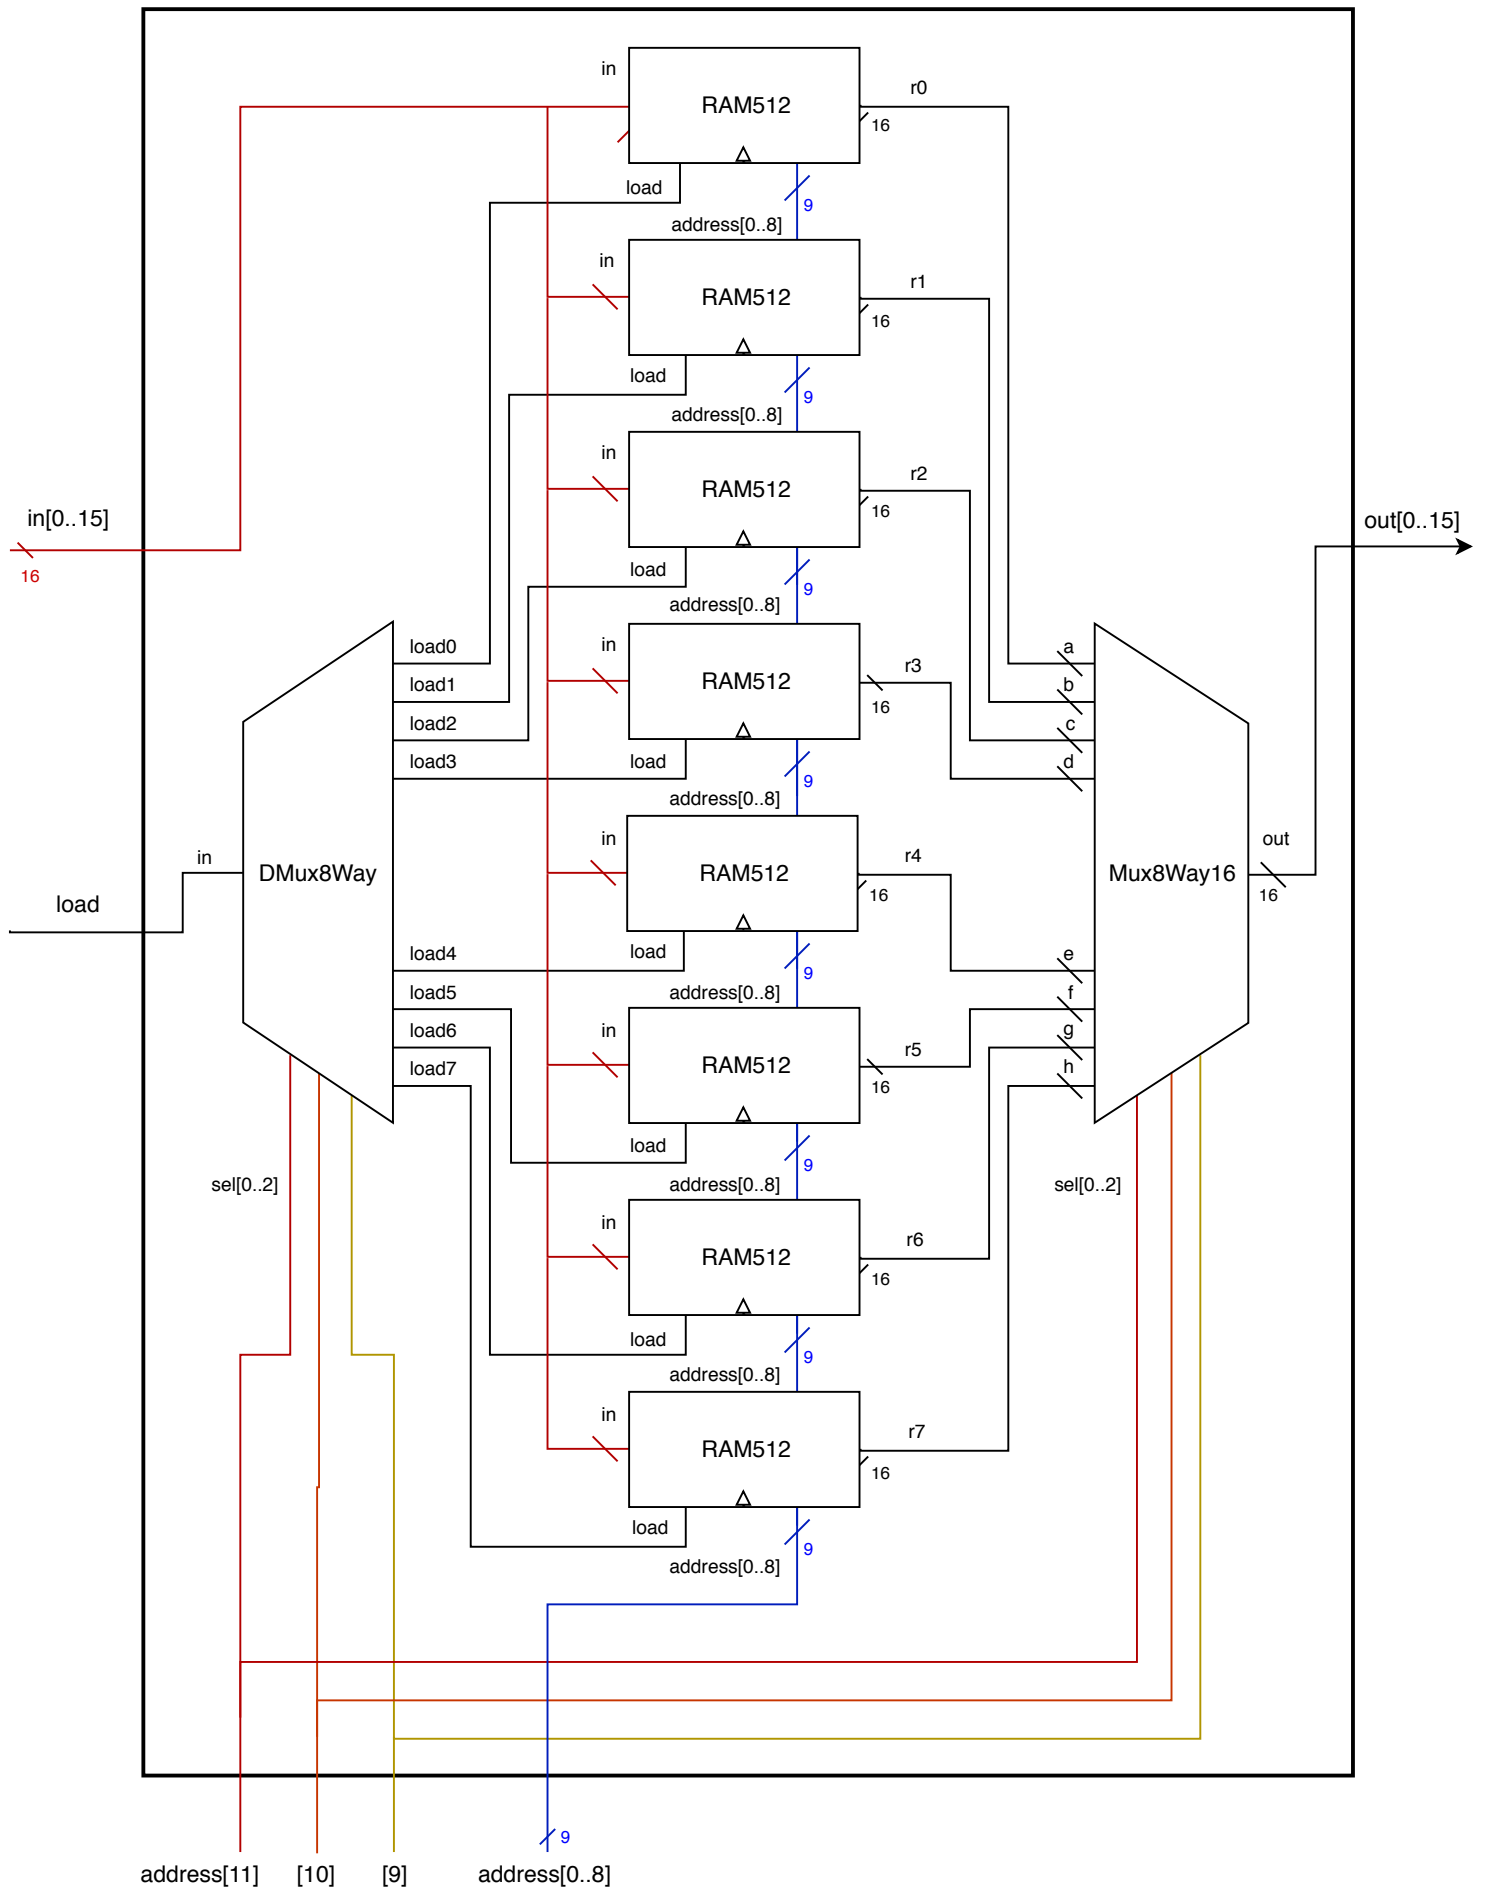 in
RAM512
r0
16
load
9
address[0..8]
in
RAM512
r1
16
load
9
address[0..8]
in
RAM512
r2
16
load
9
address[0..8]
in[0..15]
16
out[0..15]
in
RAM512
r3
16
load
9
address[0..8]
load0
load1
load2
load3
a
b
c
d
in
RAM512
r4
16
load
9
address[0..8]
in
DMux8Way
load
Mux8Way16
out
16
load4
load5
load6
load7
e
f
g
h
in
RAM512
r5
16
load
9
address[0..8]
sel[0..2]
sel[0..2]
in
RAM512
r6
16
load
9
address[0..8]
in
RAM512
r7
16
load
9
address[0..8]
9
address[11]
[10]
[9]
address[0..8]